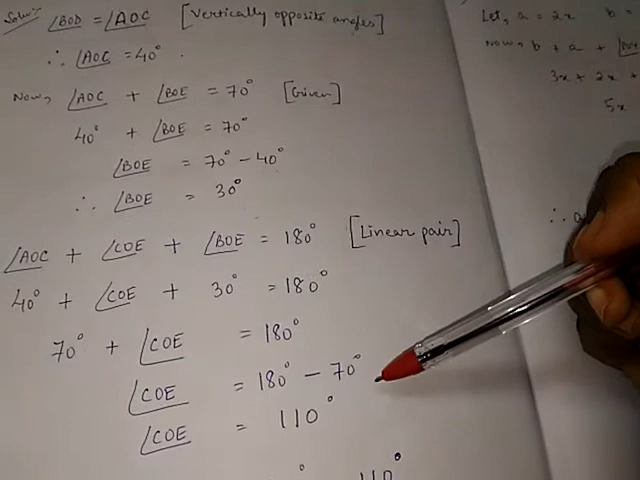 Soln:- ∠BOD = ∠AOC [Vertically opposite angles]
∴ ∠AOC = 40°.
Now, ∠AOC + ∠BOE = 70° [Given]
40° + ∠BOE = 70°
∠BOE = 70° - 40°
∴ ∠BOE = 30°
∠AOC + ∠COE + ∠BOE = 180° [Linear pair]
40° + ∠COE + 30° = 180°
70° + ∠COE = 180°
∠COE = 180° - 70°
∠COE = 110°
110°
Let, a = 2x b =
Now, b + a +
3x + 2x +
5x
∴ a